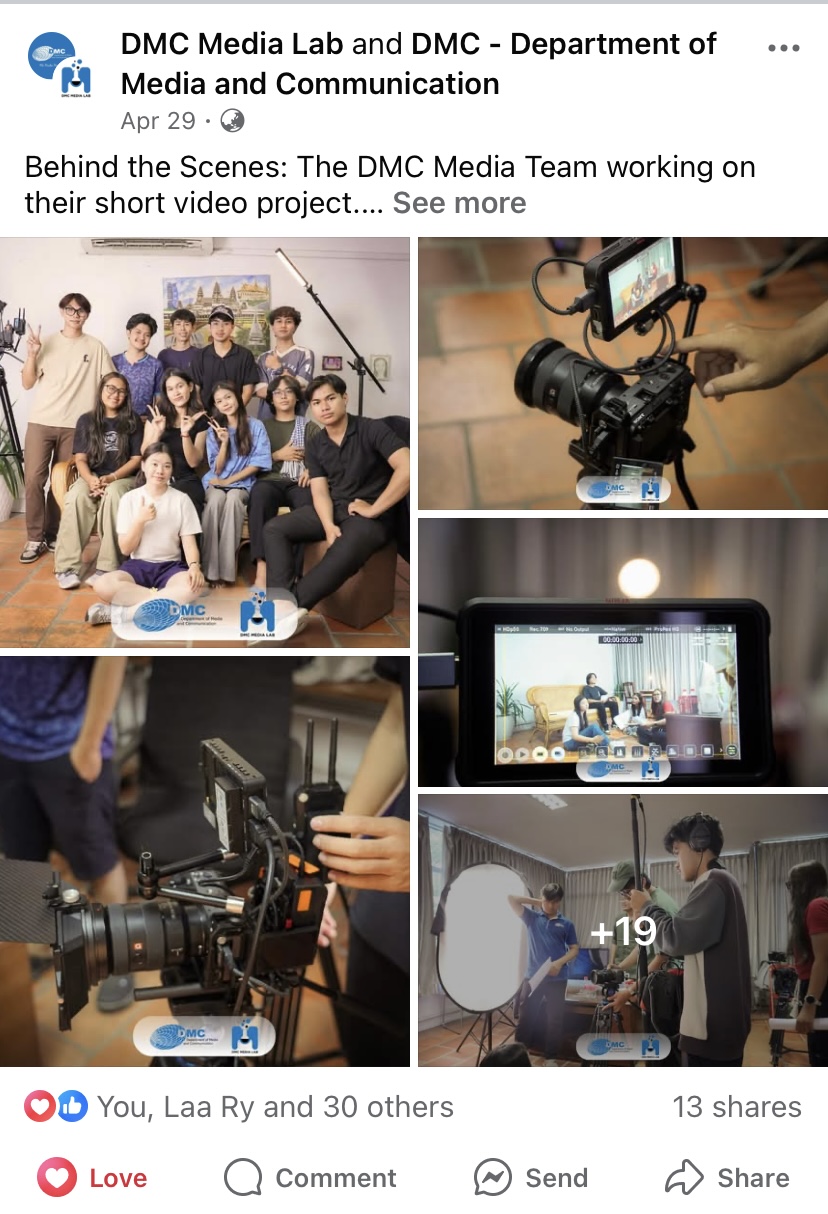 DMC Media Lab and DMC - Department of
Media and Communication
Apr 29 ·
Behind the Scenes: The DMC Media Team working on
their short video project.... See more
DMC
Department of Media
and Communication
DMC MEDIA LAB
DMC
DMC
00:00:00:00
DMC
DMC
Department of Media
and Communication
DMC MEDIA LAB
+19
DMC
You, Laa Ry and 30 others
13 shares
Love
Comment
Send
Share